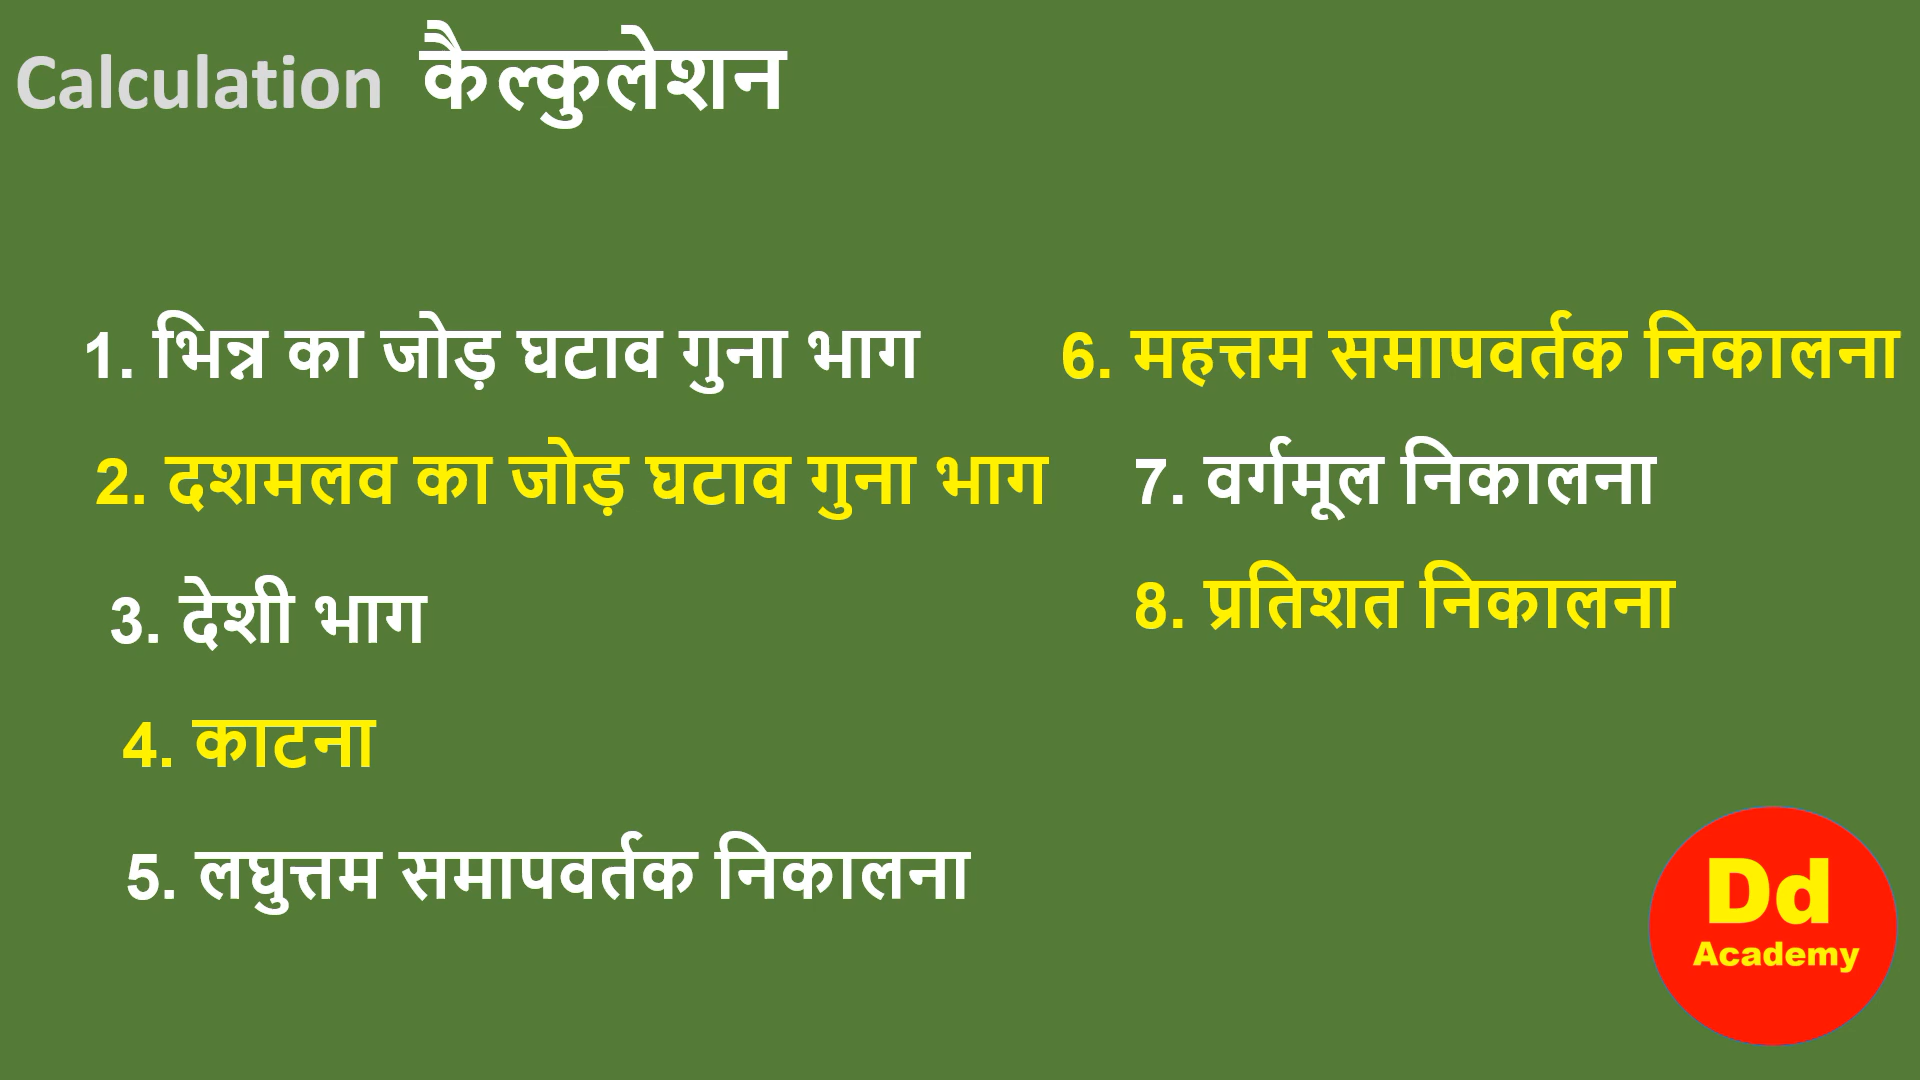 Calculation कैल्कुलेशन
1. भिन्न का जोड़ घटाव गुना भाग
2. दशमलव का जोड़ घटाव गुना भाग
3. देशी भाग
4. काटना
5. लघुत्तम समापवर्तक निकालना
6. महत्तम समापवर्तक निकालना
7. वर्गमूल निकालना
8. प्रतिशत निकालना
Dd
Academy